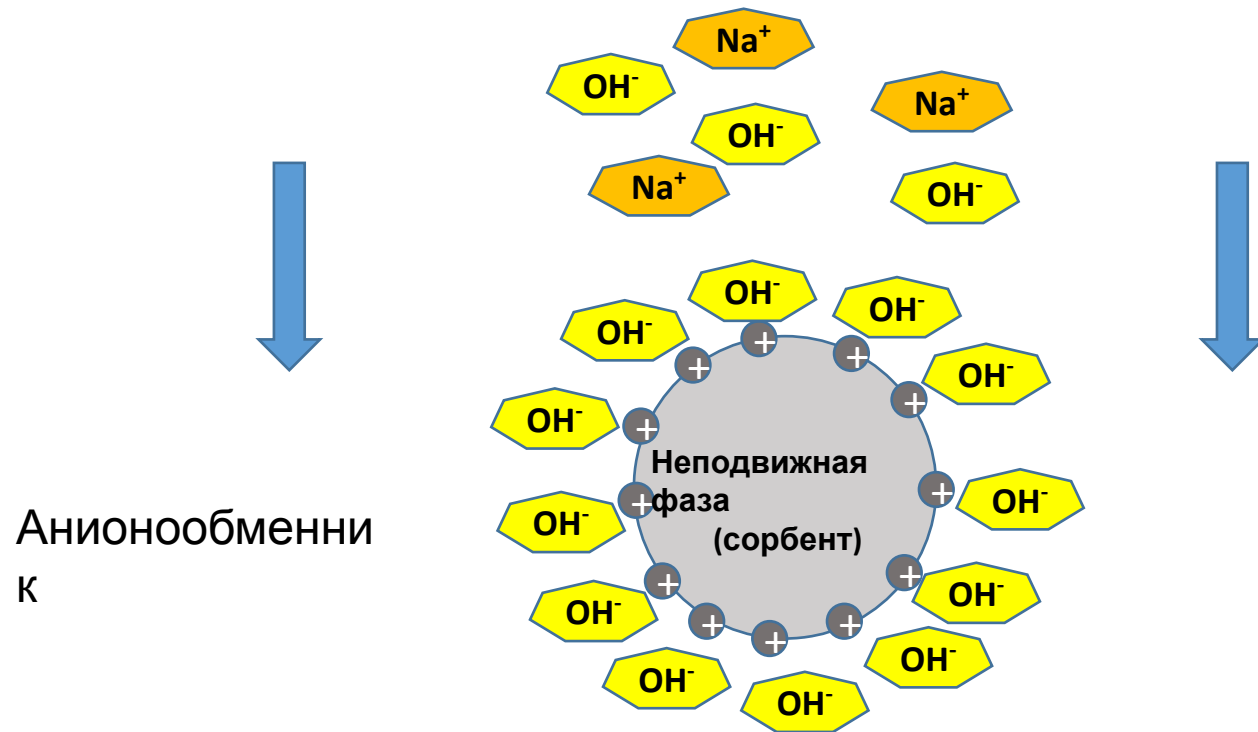 Na⁺
OH⁻
Na⁺
OH⁻
Na⁺
OH⁻
OH⁻
OH⁻
OH⁻
OH⁻
OH⁻
+
+
+
+
+
+
Неподвижная
фаза
(сорбент)
+
+
OH⁻
OH⁻
Анионообменни
к
+
+
+
+
+
OH⁻
OH⁻
OH⁻
OH⁻
OH⁻
OH⁻